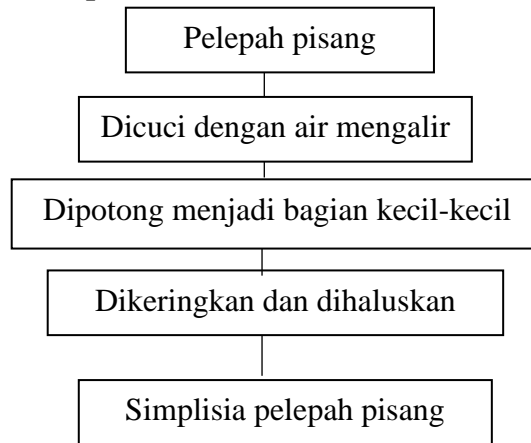 Pelepah pisang
Dicuci dengan air mengalir
Dipotong menjadi bagian kecil-kecil
Dikeringkan dan dihaluskan
Simplisia pelepah pisang